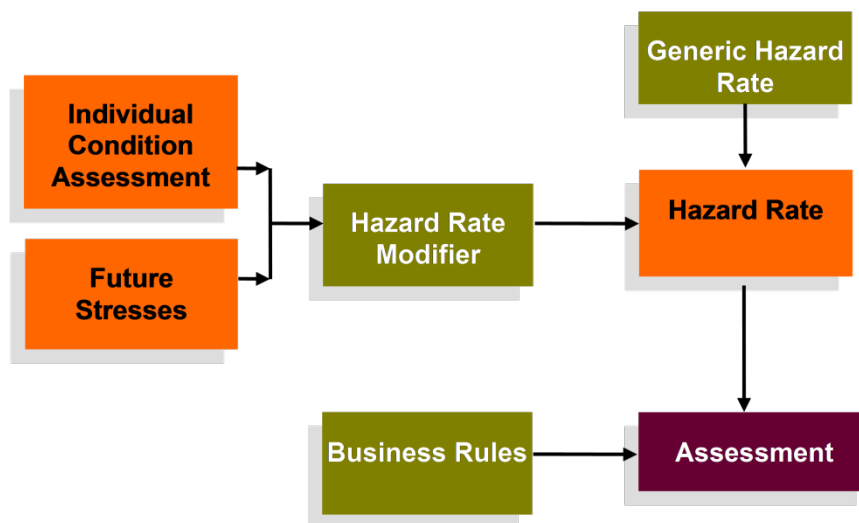 Generic Hazard
Rate
Individual
Condition
Assessment
Hazard Rate
Hazard Rate
Modifier
Future
Stresses
Business Rules
Assessment